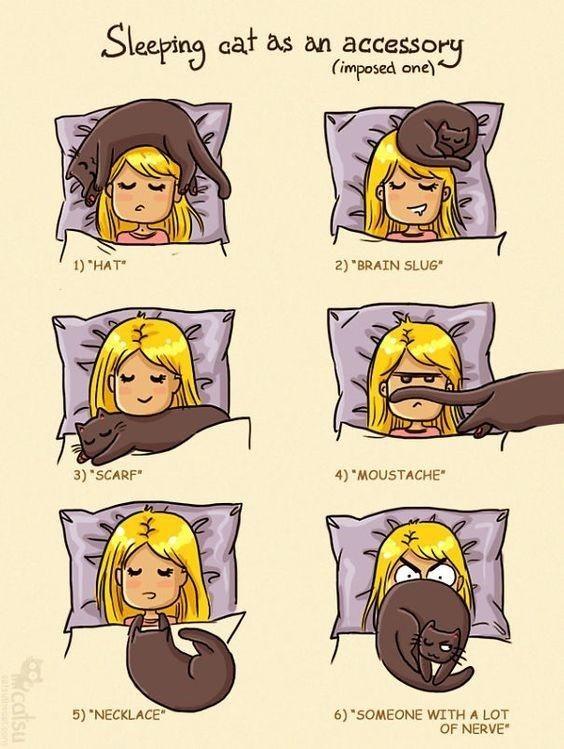 Sleeping cat as an accessory
(imposed one)
1) "HAT"
2) "BRAIN SLUG"
3) "SCARF"
4) "MOUSTACHE"
5) "NECKLACE"
6) "SOMEONE WITH A LOT
OF NERVE"
catsu